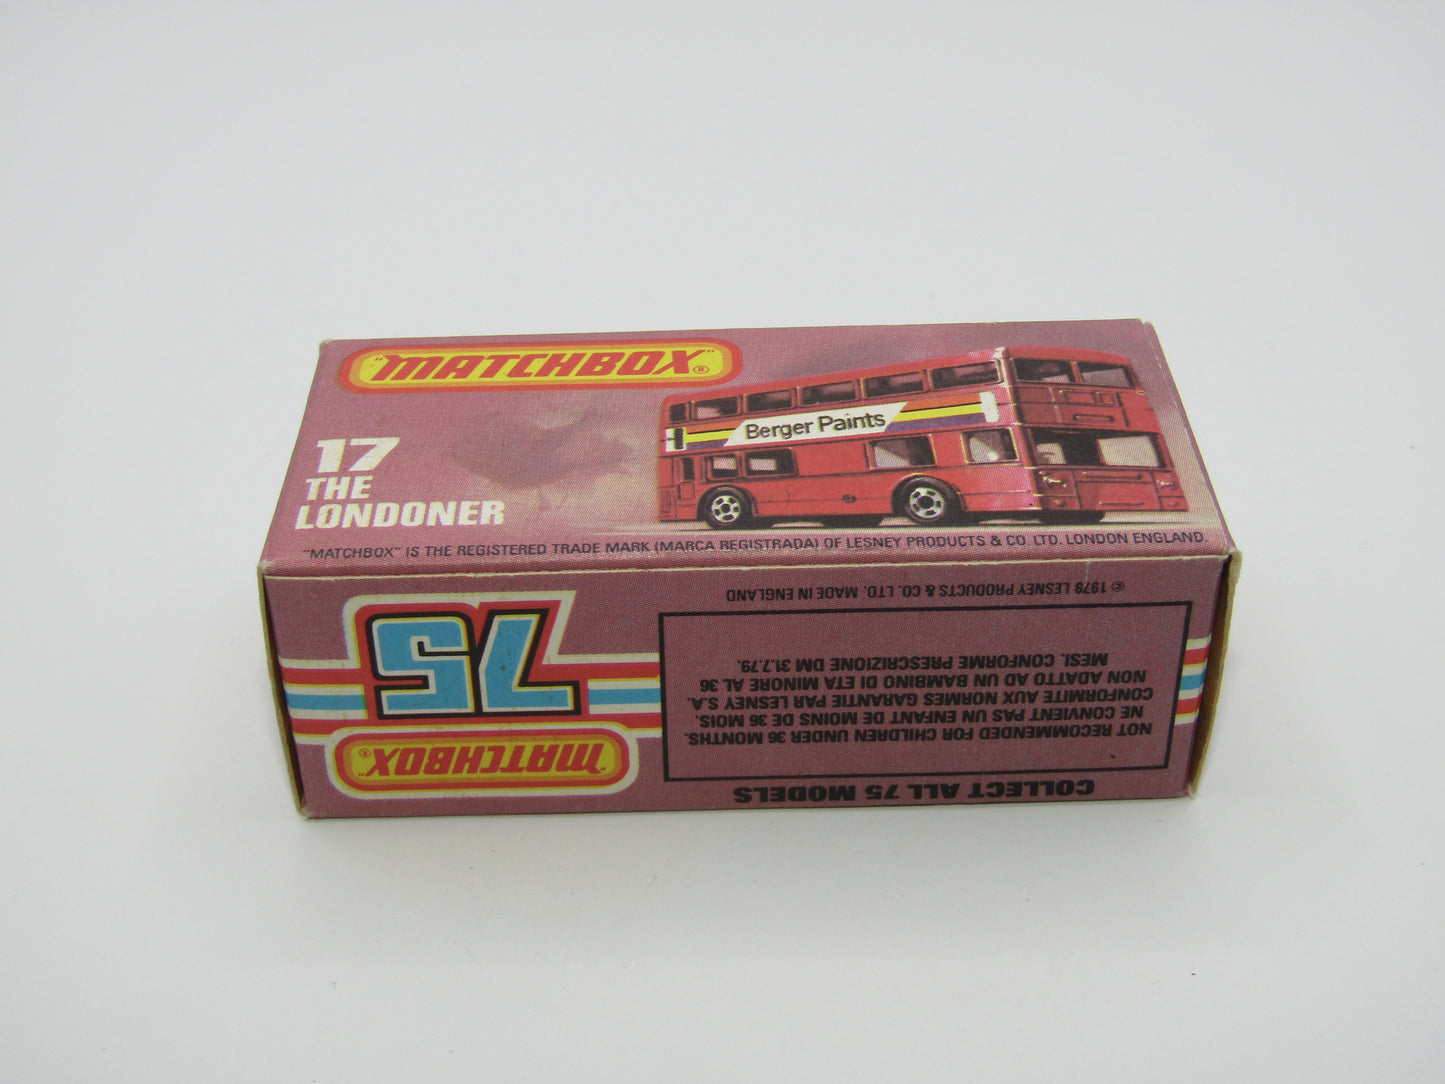 "MATCHBOX"®
17
THE
LONDONER
Berger Paints
"MATCHBOX" IS THE REGISTERED TRADE MARK (MARCA REGISTRADA) OF LESNEY PRODUCTS & CO. LTD. LONDON ENGLAND.
COLLECT ALL 75 MODELS
NOT RECOMMENDED FOR CHILDREN UNDER 36 MONTHS.
NE CONVIENT PAS UN ENFANT DE MOINS DE 36 MOIS.
CONFORMITE AUX NORMES GARANTIE PAR LESNEY S.A.
NON ADATTO AD UN BAMBINO DI ETA MINORE AL 36
MESI. CONFORME PRESCRIZIONE DM 31.7.79.
© 1979 LESNEY PRODUCTS & CO. LTD. MADE IN ENGLAND
"MATCHBOX"®
75